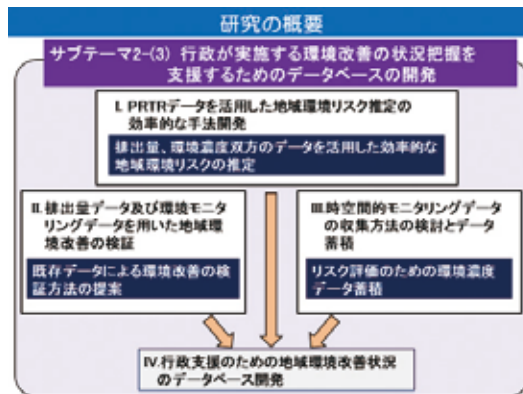 研究の概要
サブテーマ2-(3) 行政が実施する環境改善の状況把握を
支援するためのデータベースの開発
I. PRTRデータを活用した地域環境リスク推定の
効率的な手法開発
排出量、環境濃度双方のデータを活用した効率的な
地域環境リスクの推定
II.排出量データ及び環境モニタ
リングデータを用いた地域環
境改善の検証
既存データによる環境改善の検
証方法の提案
III.時空間的モニタリングデータ
の収集方法の検討とデータ
蓄積
リスク評価のための環境濃度
データ蓄積
IV.行政支援のための地域環境改善状況
のデータベース開発